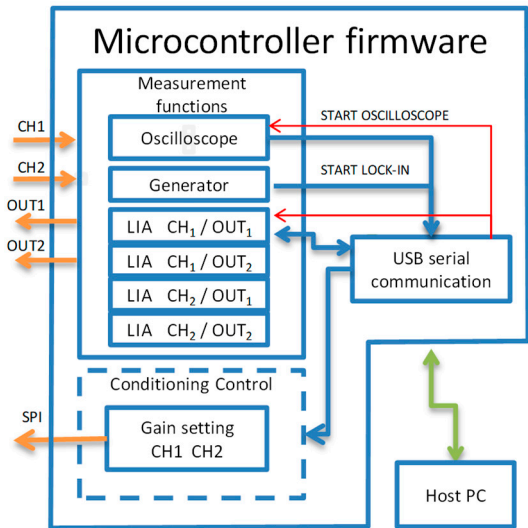 Microcontroller firmware
Measurement
functions
START OSCILLOSCOPE
CH1
Oscilloscope
CH2
START LOCK-IN
Generator
OUT1
LIA CH₁ / OUT₁
OUT2
LIA CH₁ / OUT₂
USB serial
communication
LIA CH₂ / OUT₁
LIA CH₂ / OUT₂
Conditioning Control
SPI
Gain setting
CH1 CH2
Host PC